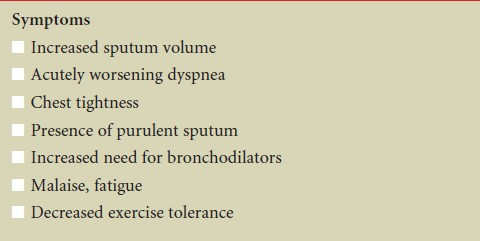 Symptoms
Increased sputum volume
Acutely worsening dyspnea
Chest tightness
Presence of purulent sputum
Increased need for bronchodilators
Malaise, fatigue
Decreased exercise tolerance